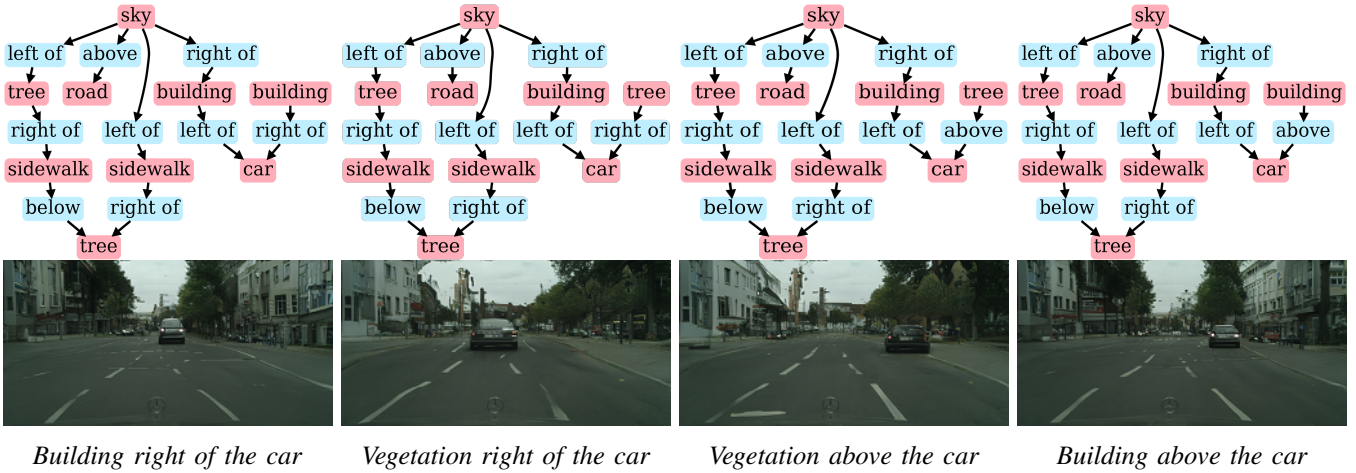 sky
left of above right of
tree road building building
right of left of left of right of
sidewalk sidewalk car
below right of
tree
sky
left of above right of
tree road building tree
right of left of left of right of
sidewalk sidewalk car
below right of
tree
sky
left of above right of
tree road building tree
right of left of left of above
sidewalk sidewalk car
below right of
tree
sky
left of above right of
tree road building building
right of left of left of above
sidewalk sidewalk car
below right of
tree
Building right of the car
Vegetation right of the car
Vegetation above the car
Building above the car